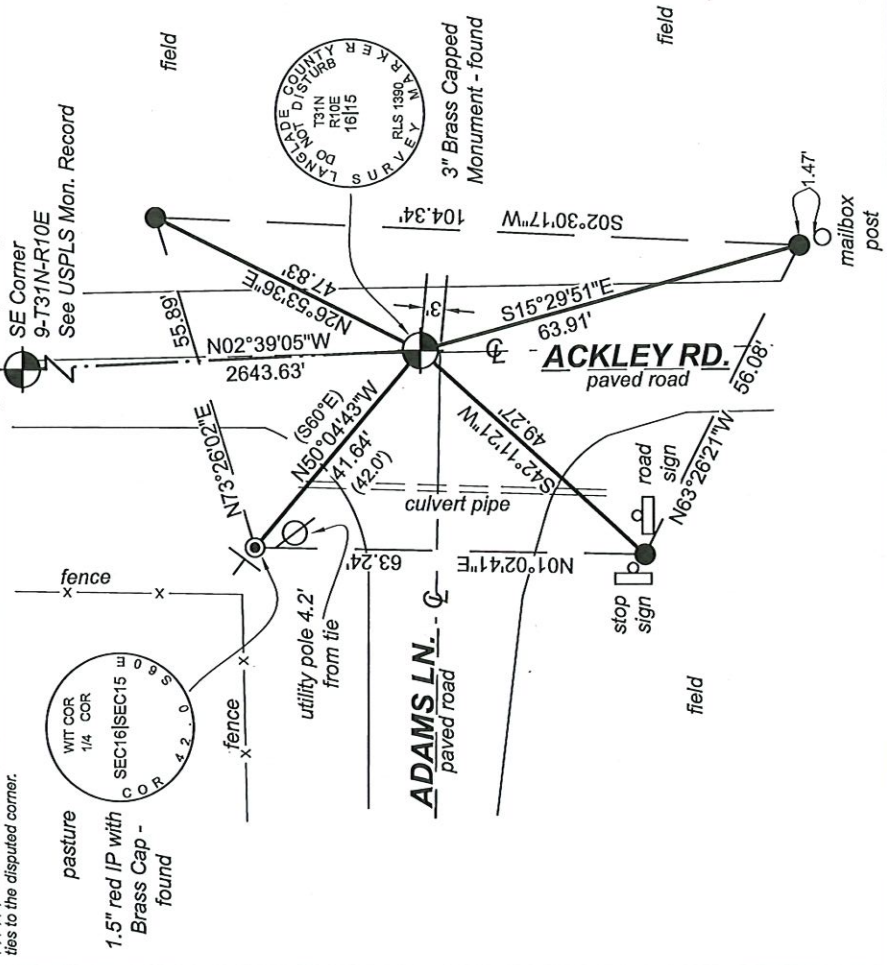 ties to the disputed corner.
SE Corner
9-T31N-R10E
See USPLS Mon. Record
field
LANGLADE COUNTY
SURVEY MARKER
DO NOT DISTURB
T31N
R10E
16|15
RLS 1390
3" Brass Capped
Monument - found
pasture
WIT COR
1/4 COR
SEC16|SEC15
COR 42.0 S60E
1.5" red IP with
Brass Cap -
found
fence
fence
utility pole 4.2'
from tie
N73°26'02"E
55.89'
N02°39'05"W
2643.63'
N26°53'36"E
47.83'
(S60°E)
N50°04'43"W
41.64'
(42.0')
104.34'
S02°30'17"W
3'
S15°29'51"E
63.91'
CL
ACKLEY RD.
paved road
culvert pipe
S42°11'21"W
49.27'
63.24'
N01°02'41"E
CL
ADAMS LN.
paved road
stop
sign
road
sign
N63°26'21"W
56.08'
1.47'
mailbox
post
field
field